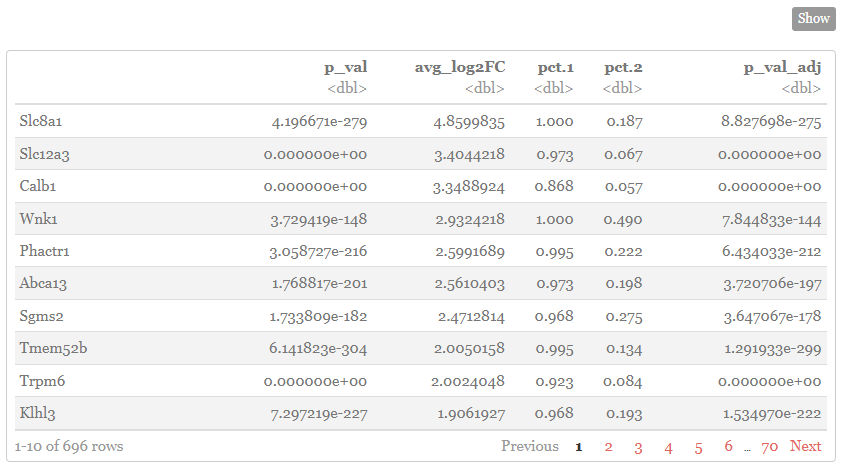 Show
p_val avg_log2FC pct.1 pct.2 p_val_adj
<dbl> <dbl> <dbl> <dbl> <dbl>
Slc8a1 4.196671e-279 4.8599835 1.000 0.187 8.827698e-275
Slc12a3 0.000000e+00 3.4044218 0.973 0.067 0.000000e+00
Calb1 0.000000e+00 3.3488924 0.868 0.057 0.000000e+00
Wnk1 3.729419e-148 2.9324218 1.000 0.490 7.844833e-144
Phactr1 3.058727e-216 2.5991689 0.995 0.222 6.434033e-212
Abca13 1.768817e-201 2.5610403 0.973 0.198 3.720706e-197
Sgms2 1.733809e-182 2.4712814 0.968 0.275 3.647067e-178
Tmem52b 6.141823e-304 2.0050158 0.995 0.134 1.291933e-299
Trpm6 0.000000e+00 2.0024048 0.923 0.084 0.000000e+00
Klhl3 7.297219e-227 1.9061927 0.968 0.193 1.534970e-222
1-10 of 696 rows Previous 1 2 3 4 5 6 ... 70 Next